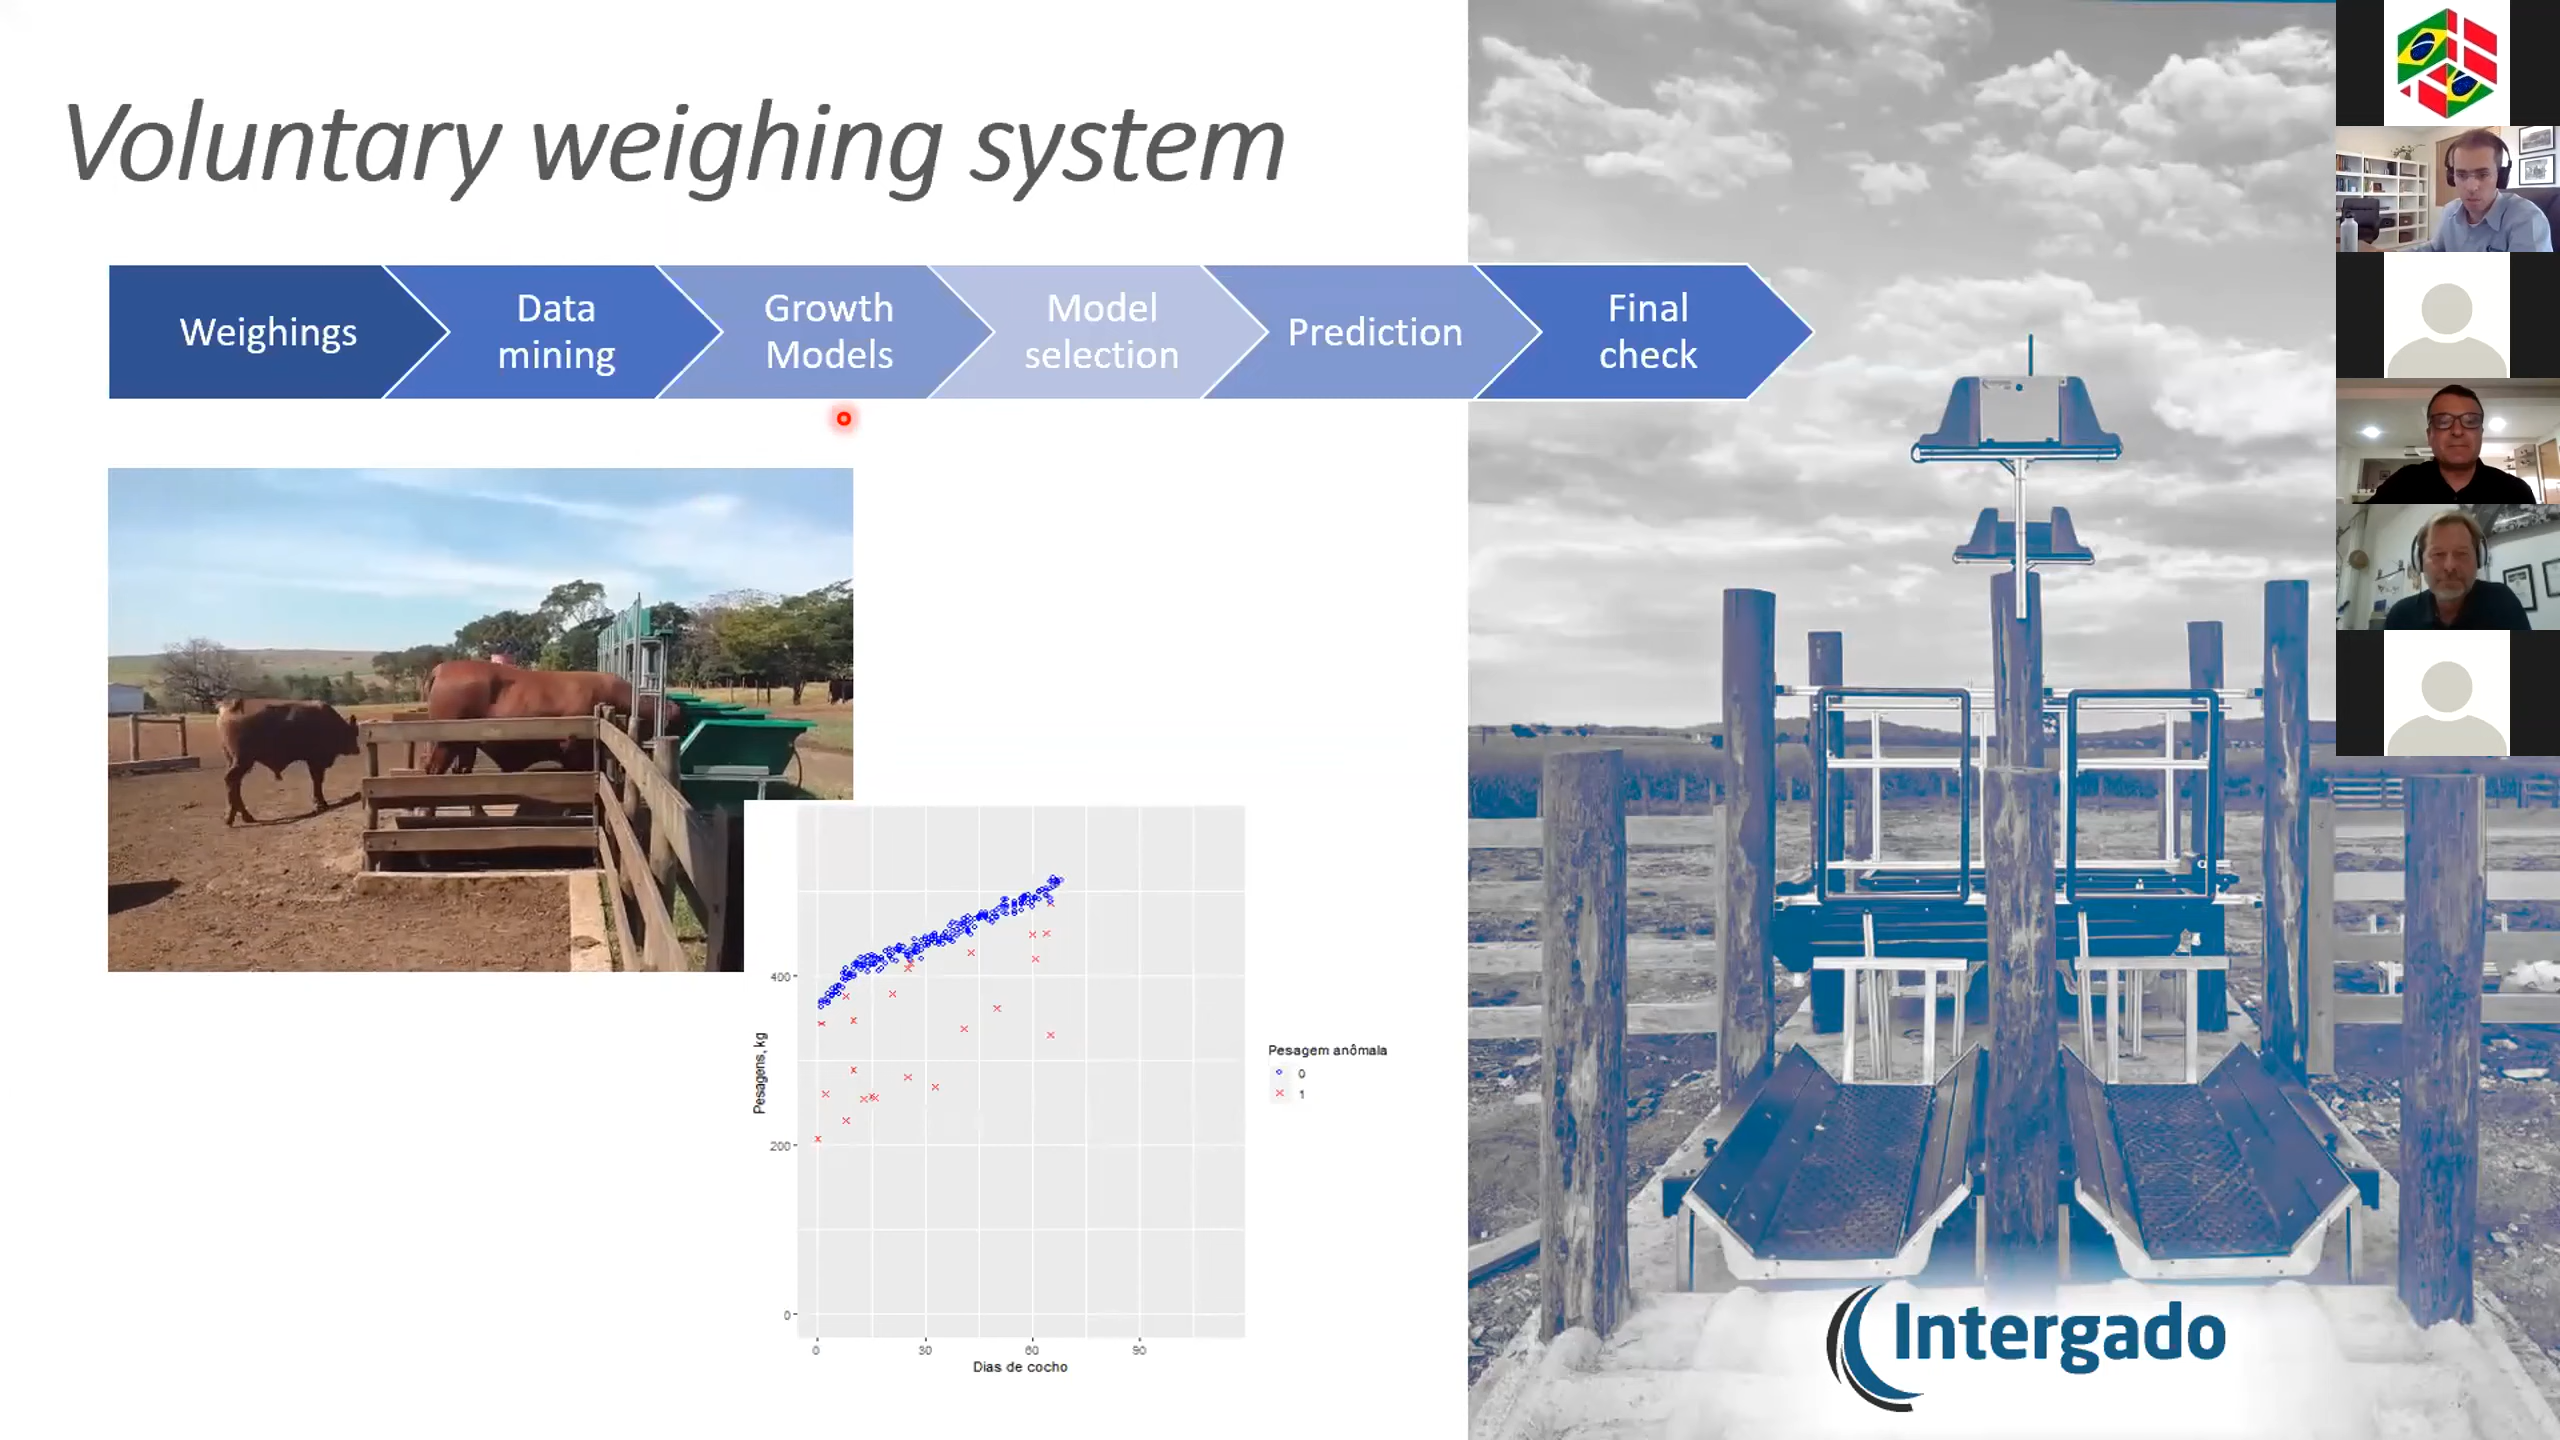 Voluntary weighing system
Weighings
Data
mining
Growth
Models
Model
selection
Prediction
Final
check
400
200
0
Pesagens, kg
0
30
60
90
Dias de cocho
Pesagem anômala
0
1
Intergado